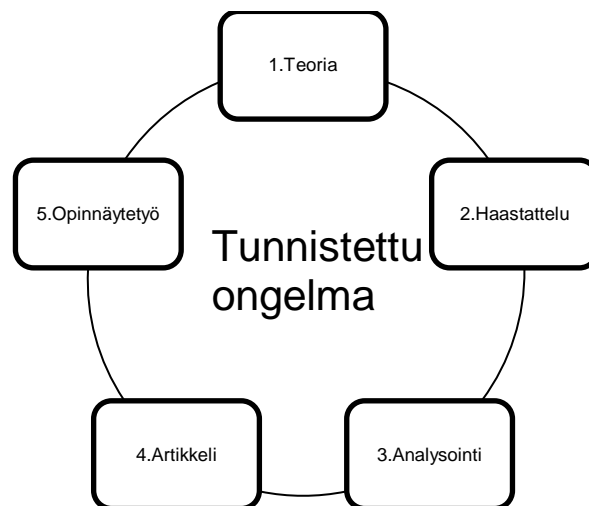 1.Teoria
2.Haastattelu
3.Analysointi
4.Artikkeli
5.Opinnäytetyö
Tunnistettu
ongelma